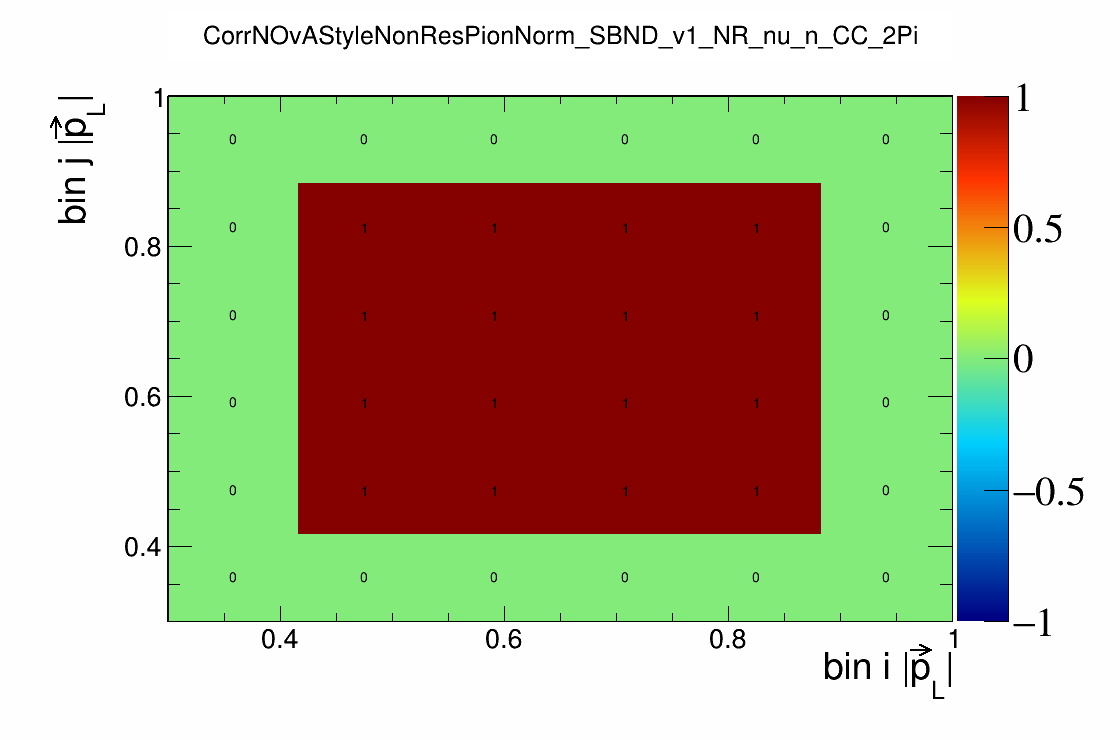 CorrNOvAStyleNonResPionNorm_SBND_v1_NR_nu_n_CC_2Pi
bin j |p⃗_L|
1
0.8
0.6
0.4
0 0 0 0 0 0
0 1 1 1 1 0
0 1 1 1 1 0
0 1 1 1 1 0
0 1 1 1 1 0
0 0 0 0 0 0
0.4 0.6 0.8 1
bin i |p⃗_L|
1
0.5
0
−0.5
−1